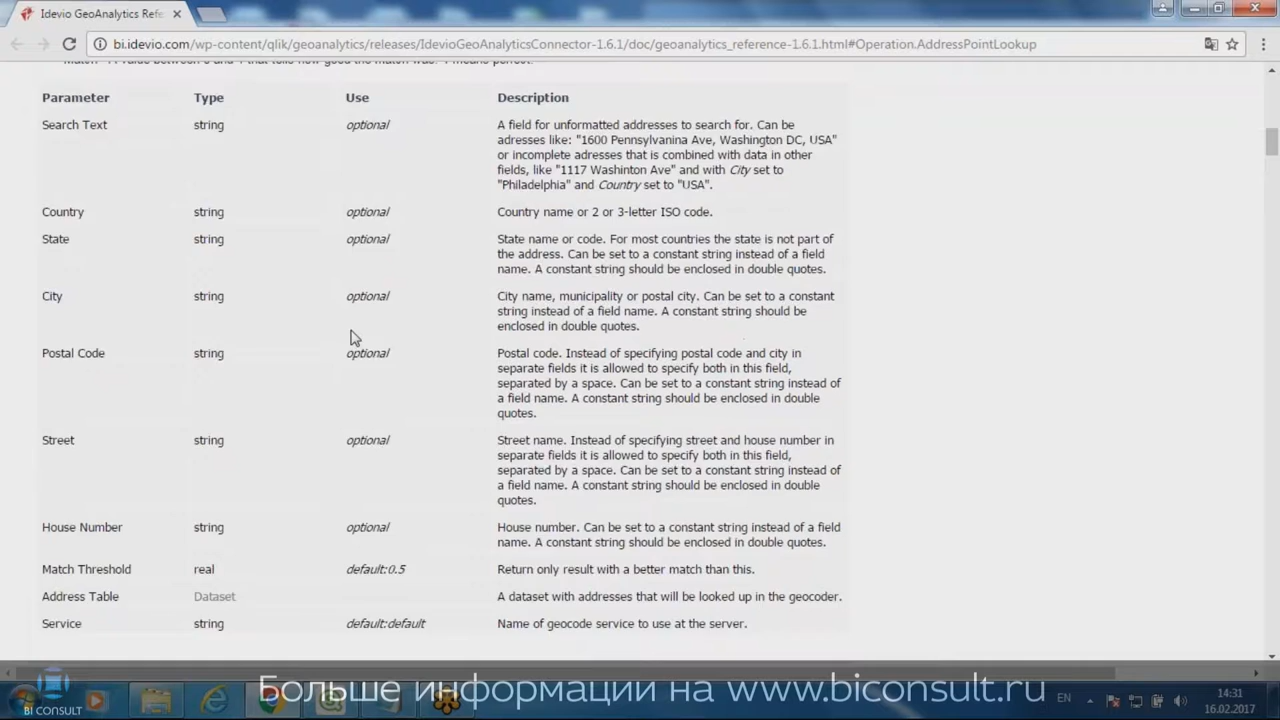 Idevio GeoAnalytics Refe
bi.idevio.com/wp-content/qlik/geoanalytics/releases/IdevioGeoAnalyticsConnector-1.6.1/doc/geoanalytics_reference-1.6.1.html#Operation.AddressPointLookup
Parameter Type Use Description
Search Text string optional A field for unformatted addresses to search for. Can be
adresses like: "1600 Pennsylvanina Ave, Washington DC, USA"
or incomplete adresses that is combined with data in other
fields, like "1117 Washinton Ave" and with City set to
"Philadelphia" and Country set to "USA".
Country string optional Country name or 2 or 3-letter ISO code.
State string optional State name or code. For most countries the state is not part of
the address. Can be set to a constant string instead of a field
name. A constant string should be enclosed in double quotes.
City string optional City name, municipality or postal city. Can be set to a constant
string instead of a field name. A constant string should be
enclosed in double quotes.
Postal Code string optional Postal code. Instead of specifying postal code and city in
separate fields it is allowed to specify both in this field,
separated by a space. Can be set to a constant string instead of
a field name. A constant string should be enclosed in double
quotes.
Street string optional Street name. Instead of specifying street and house number in
separate fields it is allowed to specify both in this field,
separated by a space. Can be set to a constant string instead of
a field name. A constant string should be enclosed in double
quotes.
House Number string optional House number. Can be set to a constant string instead of a field
name. A constant string should be enclosed in double quotes.
Match Threshold real default:0.5 Return only result with a better match than this.
Address Table Dataset A dataset with addresses that will be looked up in the geocoder.
Service string default:default Name of geocode service to use at the server.
Больше информации на www.biconsult.ru
BI CONSULT
EN
14:31
16.02.2017